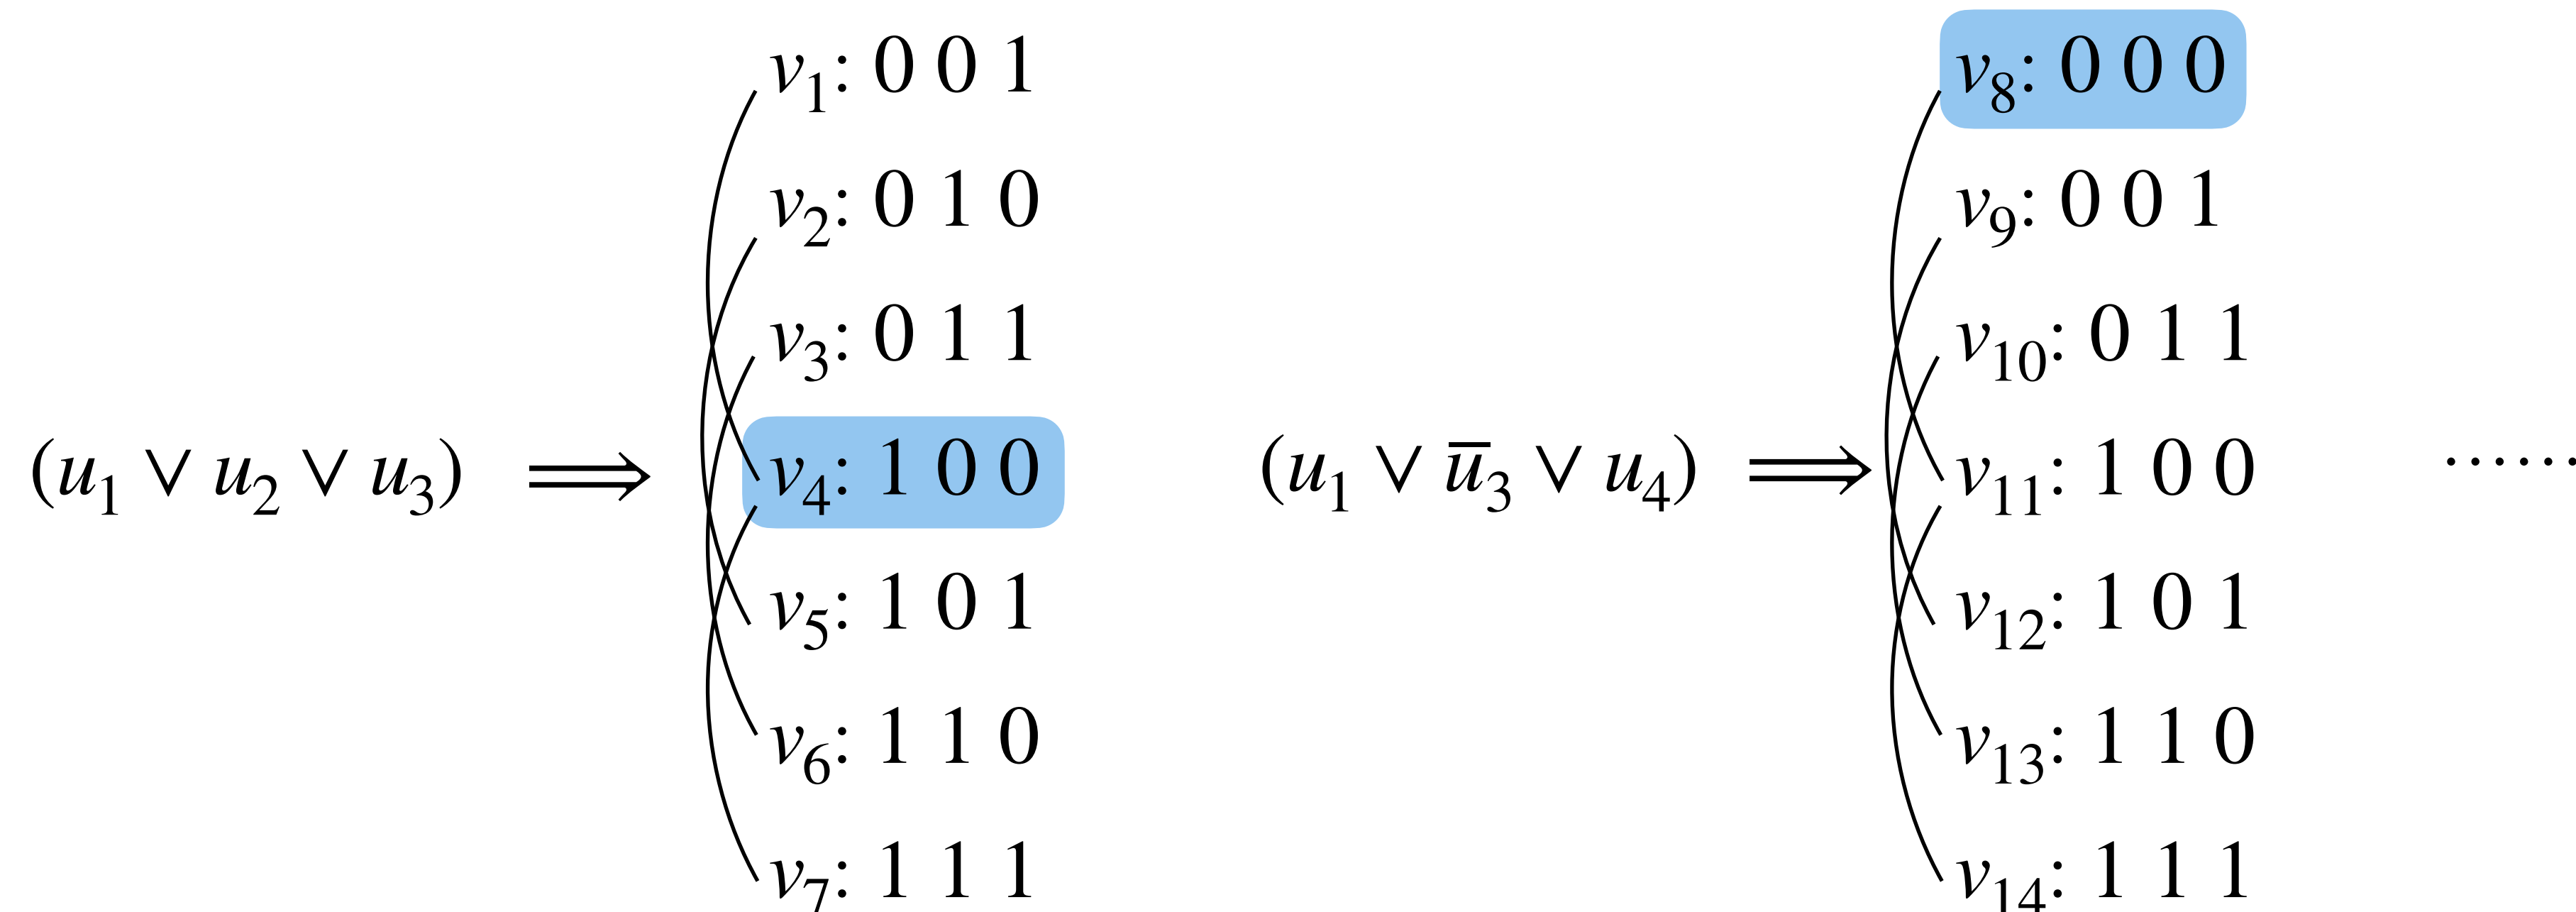 (u₁ ∨ u₂ ∨ u₃) ⟹
v₁: 0 0 1
v₂: 0 1 0
v₃: 0 1 1
v₄: 1 0 0
v₅: 1 0 1
v₆: 1 1 0
v₇: 1 1 1
(u₁ ∨ u̅₃ ∨ u₄) ⟹
v₈: 0 0 0
v₉: 0 0 1
v₁₀: 0 1 1
v₁₁: 1 0 0
v₁₂: 1 0 1
v₁₃: 1 1 0
v₁₄: 1 1 1
······